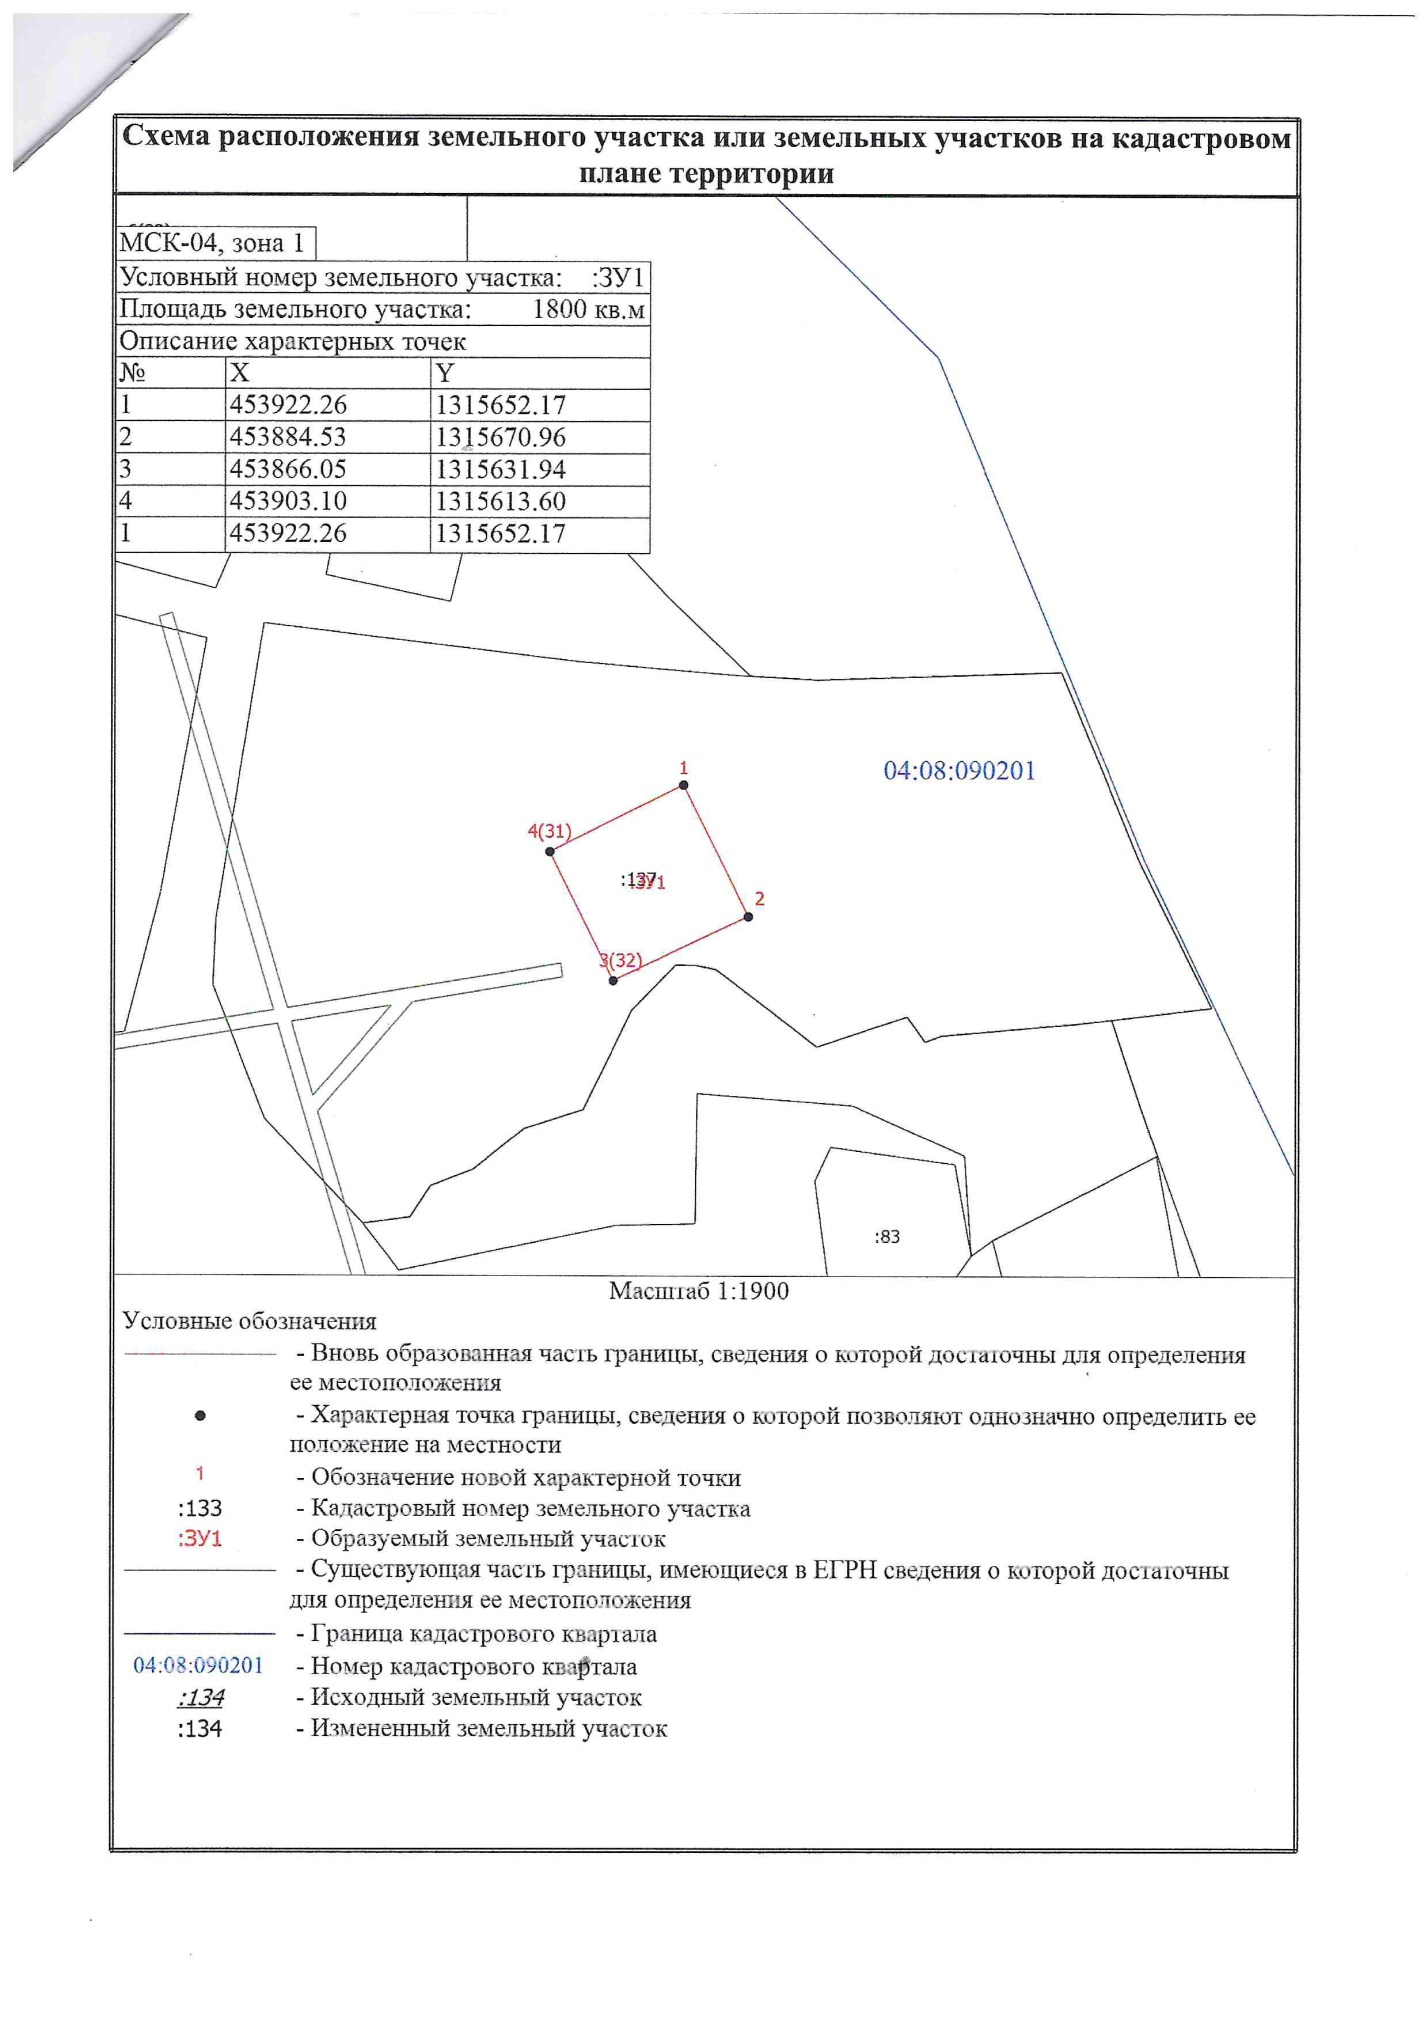 Схема расположения земельного участка или земельных участков на кадастровом
плане территории
МСК-04, зона 1
Условный номер земельного участка: :ЗУ1
Площадь земельного участка: 1800 кв.м
Описание характерных точек
№ X Y
1 453922.26 1315652.17
2 453884.53 1315670.96
3 453866.05 1315631.94
4 453903.10 1315613.60
1 453922.26 1315652.17
1
04:08:090201
4(31)
:137
:ЗУ1
2
3(32)
:83
Масштаб 1:1900
Условные обозначения
- Вновь образованная часть границы, сведения о которой достаточны для определения
ее местоположения
- Характерная точка границы, сведения о которой позволяют однозначно определить ее
положение на местности
1 - Обозначение новой характерной точки
:133 - Кадастровый номер земельного участка
:ЗУ1 - Образуемый земельный участок
- Существующая часть границы, имеющиеся в ЕГРН сведения о которой достаточны
для определения ее местоположения
- Граница кадастрового квартала
04:08:090201 - Номер кадастрового квартала
:134 - Исходный земельный участок
:134 - Измененный земельный участок